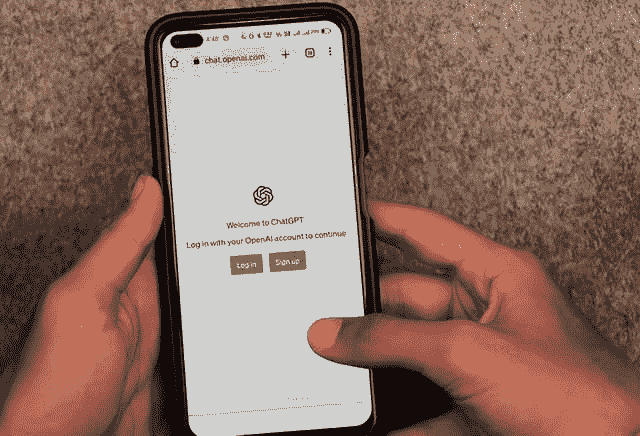 chat.openai.com
Welcome to ChatGPT
Log in with your OpenAI account to continue
Log in Sign up